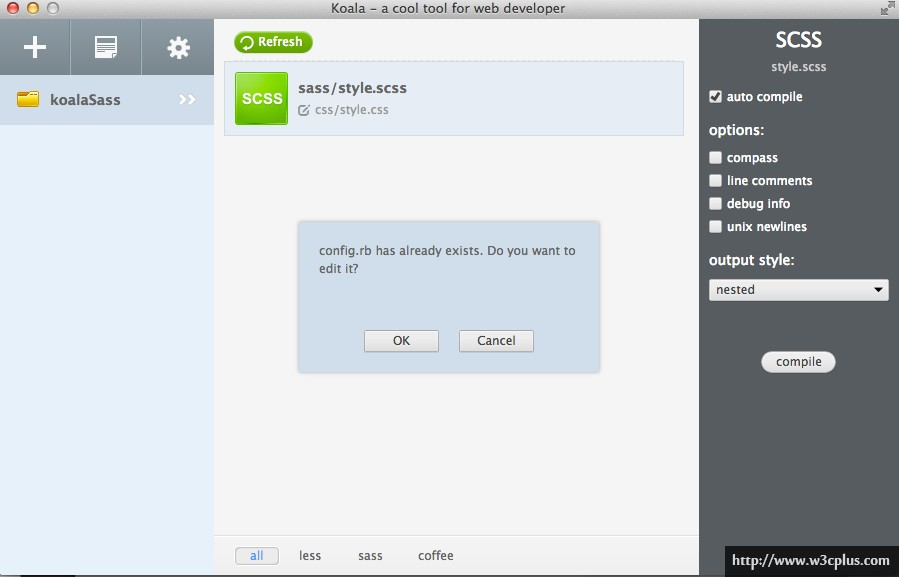 Koala – a cool tool for web developer
koalaSass
Refresh
SCSS
sass/style.scss
css/style.css
config.rb has already exists. Do you want to
edit it?
OK
Cancel
all
less
sass
coffee
SCSS
style.scss
auto compile
options:
compass
line comments
debug info
unix newlines
output style:
nested
compile
http://www.w3cplus.com